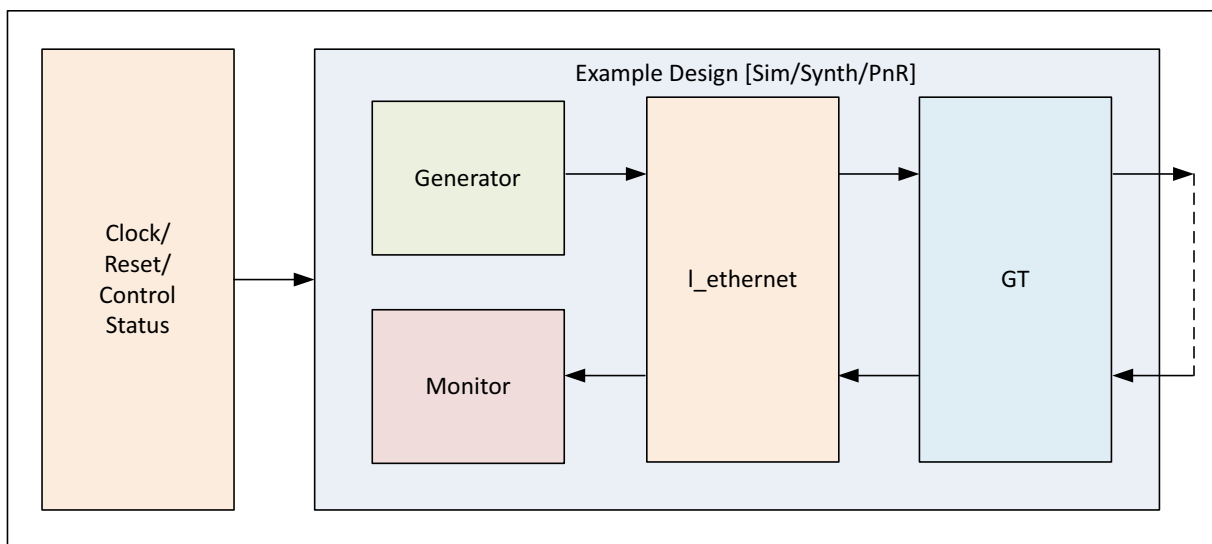 Example Design [Sim/Synth/PnR]
Clock/
Reset/
Control
Status
Generator
Monitor
l_ethernet
GT